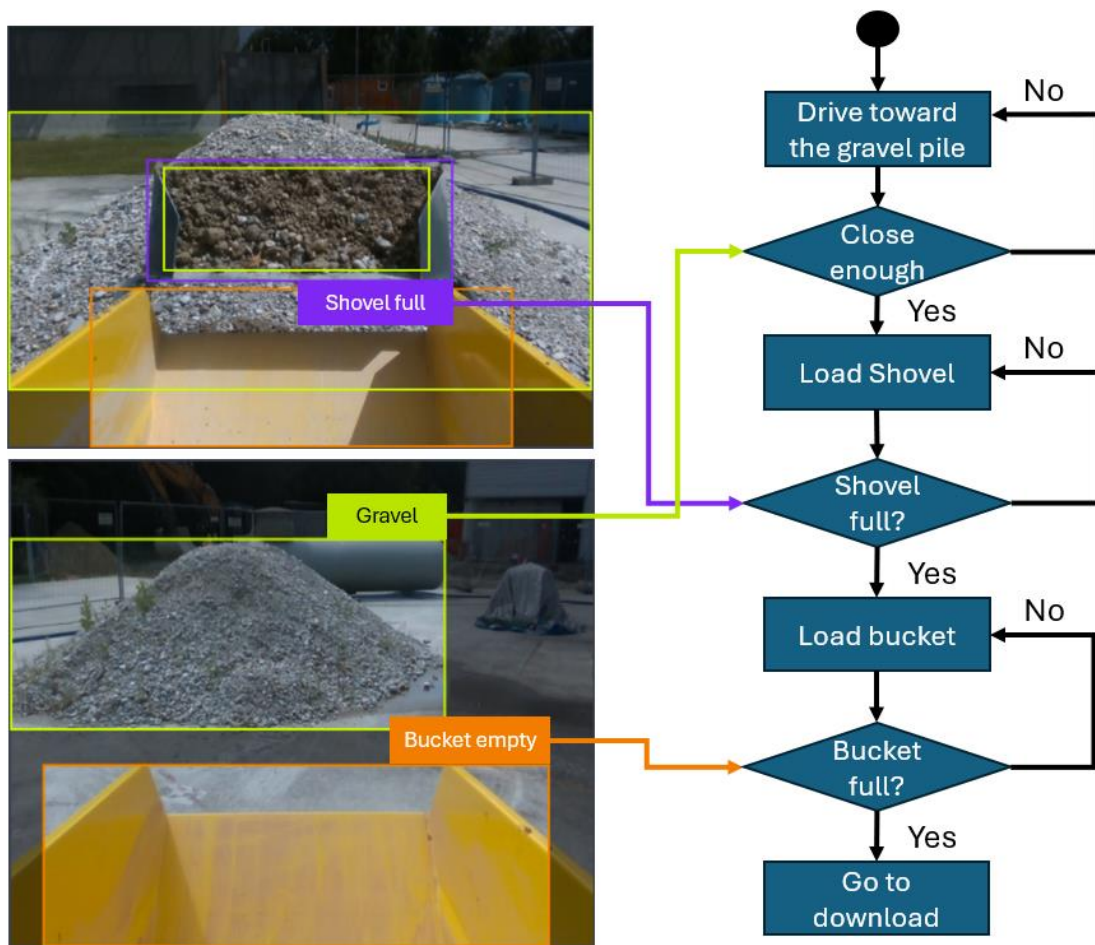 Shovel full
Gravel
Bucket empty
Drive toward
the gravel pile
No
Close
enough
Yes
Load Shovel
No
Shovel
full?
Yes
Load bucket
No
Bucket
full?
Yes
Go to
download